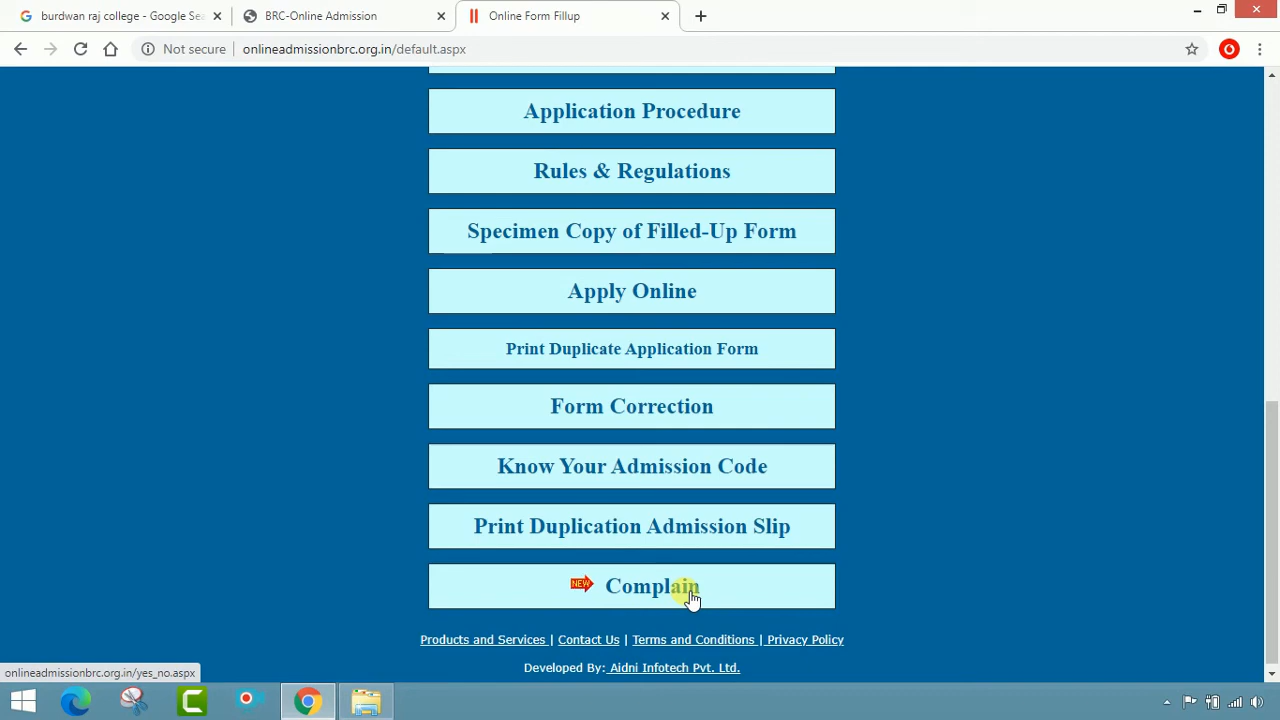 burdwan raj college - Google Sea
BRC-Online Admission
Online Form Fillup
Not secure
onlineadmissionbrc.org.in/default.aspx
Application Procedure
Rules & Regulations
Specimen Copy of Filled-Up Form
Apply Online
Print Duplicate Application Form
Form Correction
Know Your Admission Code
Print Duplication Admission Slip
NEW Complain
Products and Services | Contact Us | Terms and Conditions | Privacy Policy
Developed By: Aidni Infotech Pvt. Ltd.
onlineadmissionbrc.org.in/yes_no.aspx